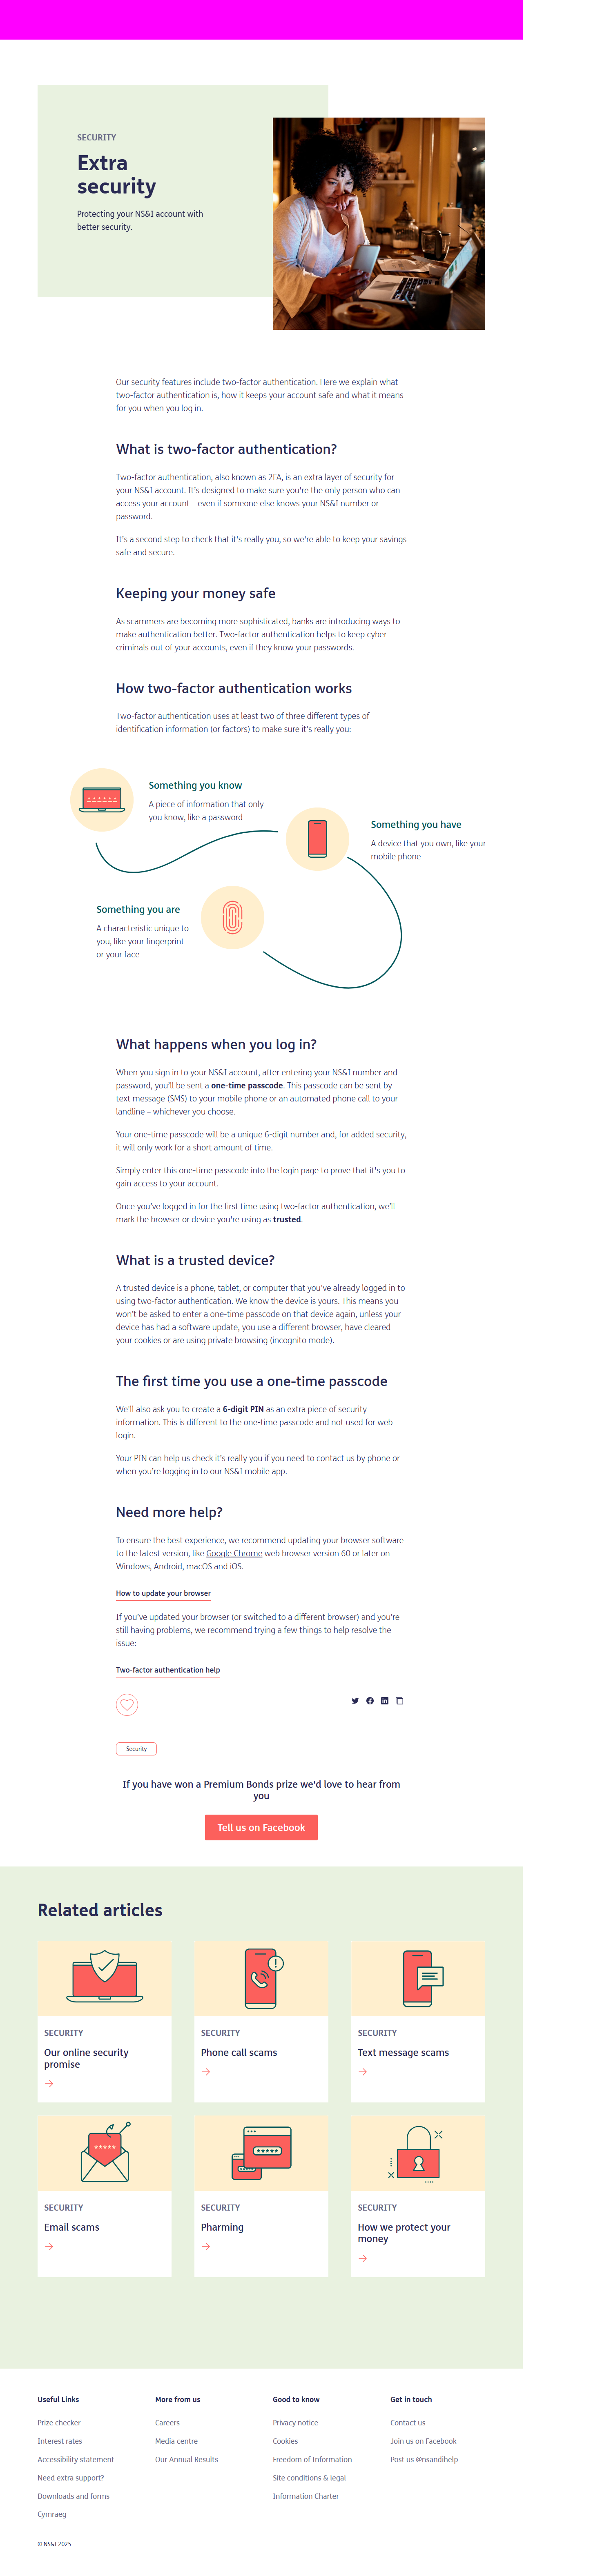 SECURITY
Extra
security
Protecting your NS&I account with
better security.
Our security features include two-factor authentication. Here we explain what
two-factor authentication is, how it keeps your account safe and what it means
for you when you log in.
What is two-factor authentication?
Two-factor authentication, also known as 2FA, is an extra layer of security for
your NS&I account. It's designed to make sure you're the only person who can
access your account – even if someone else knows your NS&I number or
password.
It's a second step to check that it's really you, so we're able to keep your savings
safe and secure.
Keeping your money safe
As scammers are becoming more sophisticated, banks are introducing ways to
make authentication better. Two-factor authentication helps to keep cyber
criminals out of your accounts, even if they know your passwords.
How two-factor authentication works
Two-factor authentication uses at least two of three different types of
identification information (or factors) to make sure it's really you:
Something you know
A piece of information that only
you know, like a password
Something you have
A device that you own, like your
mobile phone
Something you are
A characteristic unique to
you, like your fingerprint
or your face
What happens when you log in?
When you sign in to your NS&I account, after entering your NS&I number and
password, you'll be sent a one-time passcode. This passcode can be sent by
text message (SMS) to your mobile phone or an automated phone call to your
landline – whichever you choose.
Your one-time passcode will be a unique 6-digit number and, for added security,
it will only work for a short amount of time.
Simply enter this one-time passcode into the login page to prove that it's you to
gain access to your account.
Once you've logged in for the first time using two-factor authentication, we'll
mark the browser or device you're using as trusted.
What is a trusted device?
A trusted device is a phone, tablet, or computer that you've already logged in to
using two-factor authentication. We know the device is yours. This means you
won't be asked to enter a one-time passcode on that device again, unless your
device has had a software update, you use a different browser, have cleared
your cookies or are using private browsing (incognito mode).
The first time you use a one-time passcode
We'll also ask you to create a 6-digit PIN as an extra piece of security
information. This is different to the one-time passcode and not used for web
login.
Your PIN can help us check it's really you if you need to contact us by phone or
when you're logging in to our NS&I mobile app.
Need more help?
To ensure the best experience, we recommend updating your browser software
to the latest version, like Google Chrome web browser version 60 or later on
Windows, Android, macOS and iOS.
How to update your browser
If you've updated your browser (or switched to a different browser) and you're
still having problems, we recommend trying a few things to help resolve the
issue:
Two-factor authentication help
Security
If you have won a Premium Bonds prize we'd love to hear from
you
Tell us on Facebook
Related articles
SECURITY
Our online security
promise
SECURITY
Phone call scams
SECURITY
Text message scams
SECURITY
Email scams
SECURITY
Pharming
SECURITY
How we protect your
money
Useful Links
Prize checker
Interest rates
Accessibility statement
Need extra support?
Downloads and forms
Cymraeg
More from us
Careers
Media centre
Our Annual Results
Good to know
Privacy notice
Cookies
Freedom of Information
Site conditions & legal
Information Charter
Get in touch
Contact us
Join us on Facebook
Post us @nsandihelp
© NS&I 2025